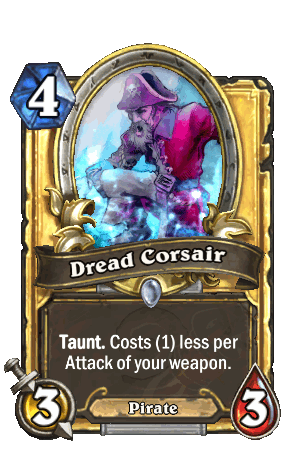 4
Dread Corsair
Taunt. Costs (1) less per
Attack of your weapon.
3
Pirate
3